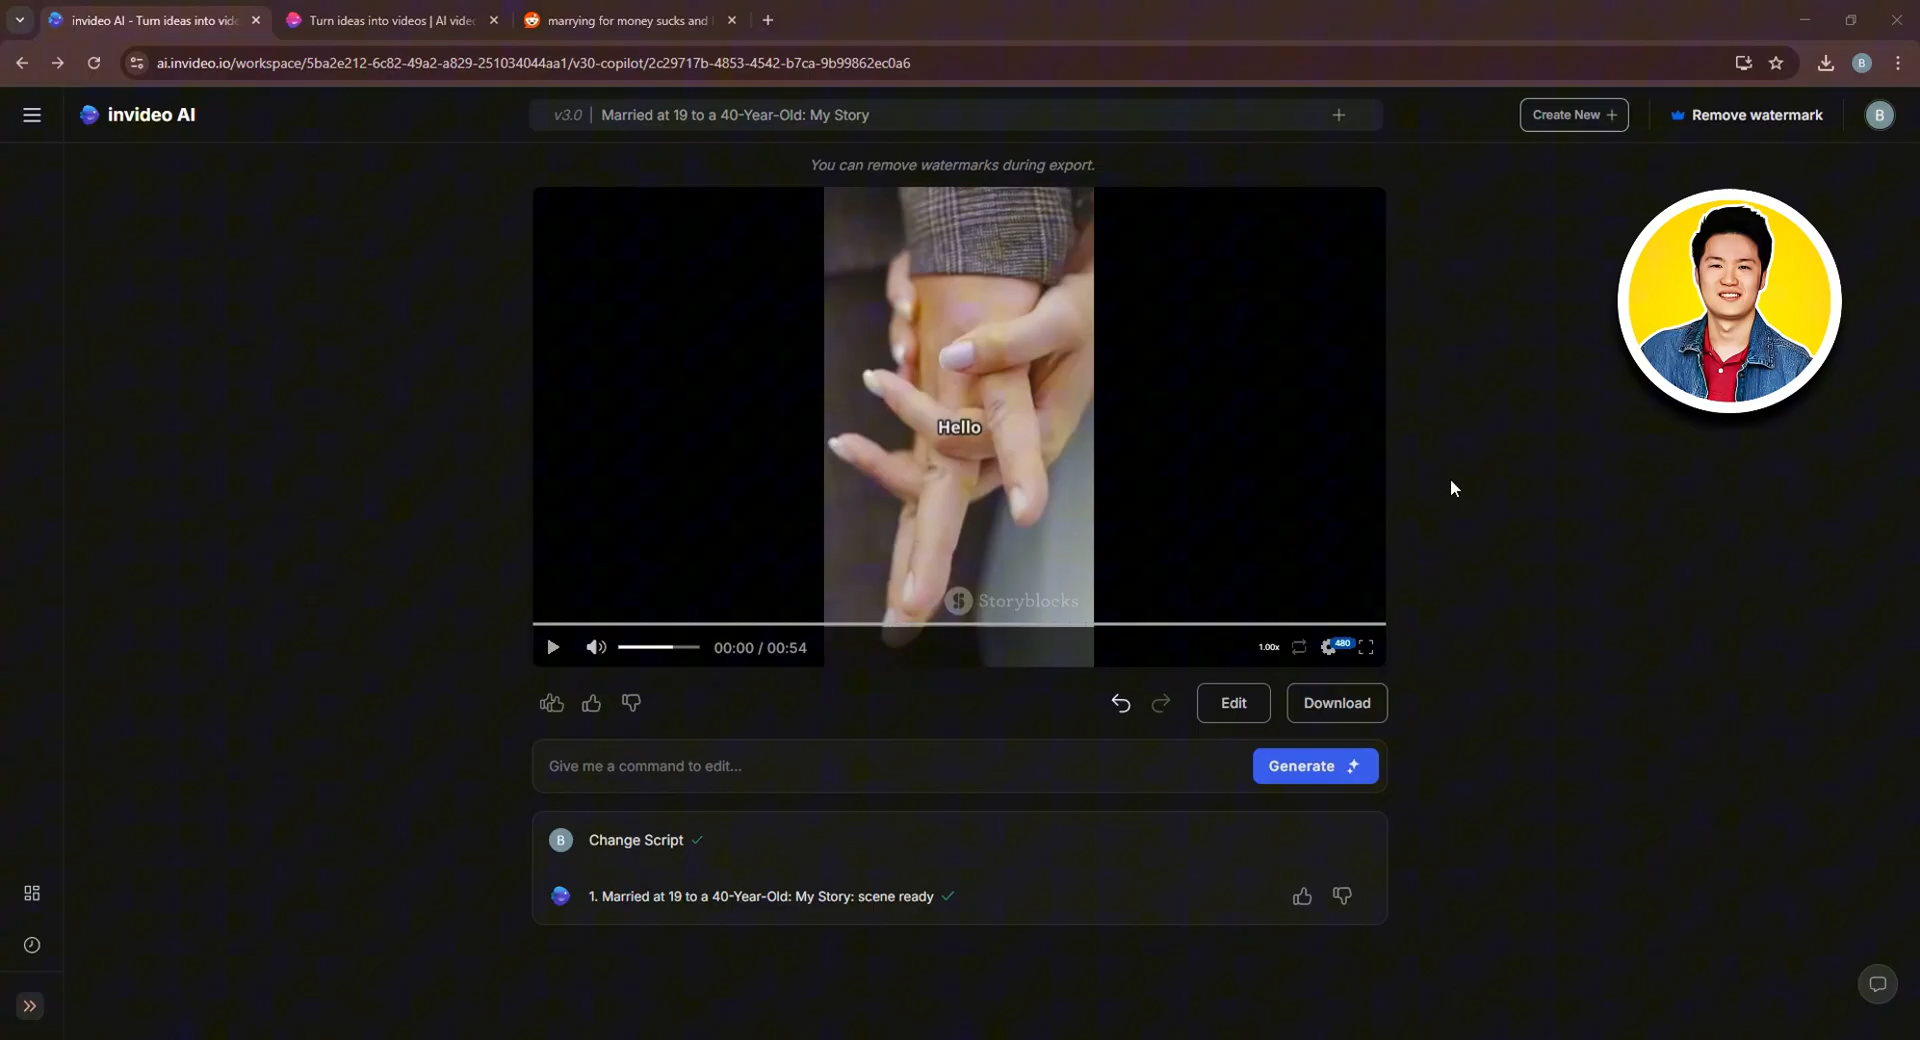 invideo AI - Turn ideas into vide
Turn ideas into videos | AI videc
marrying for money sucks and
ai.invideo.io/workspace/5ba2e212-6c82-49a2-a829-251034044aa1/v30-copilot/2c29717b-4853-4542-b7ca-9b99862ec0a6
B
invideo AI
v3.0 | Married at 19 to a 40-Year-Old: My Story
Create New
Remove watermark
B
You can remove watermarks during export.
Hello
Storyblocks
00:00 / 00:54
1.00x
480
Edit
Download
Give me a command to edit...
Generate
B
Change Script
1. Married at 19 to a 40-Year-Old: My Story: scene ready